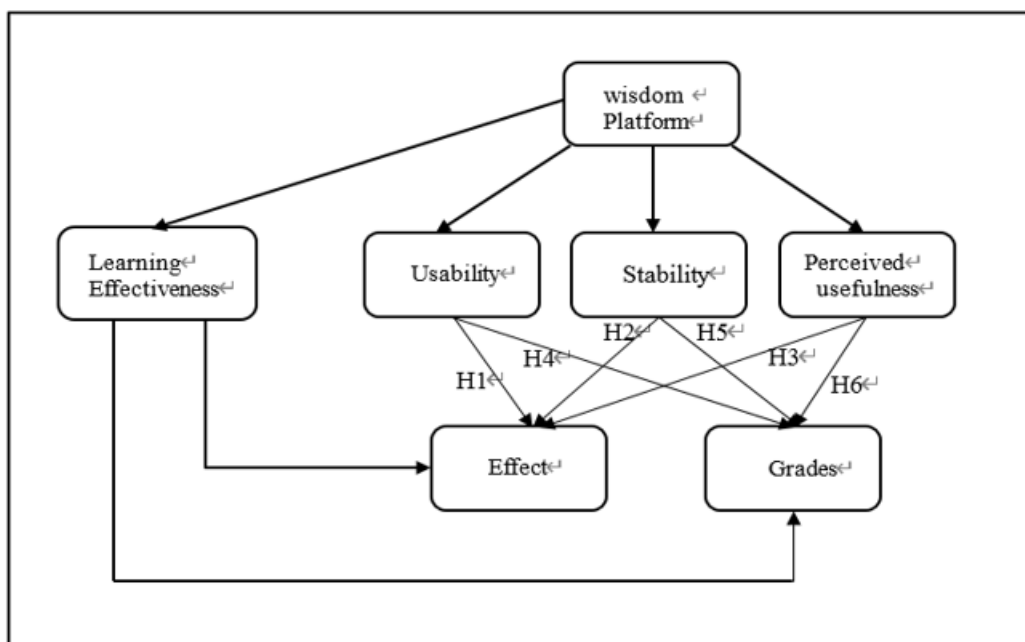 wisdom ↵
Platform↵
Learning↵
Effectiveness↵
Usability↵
Stability↵
Perceived↵
usefulness↵
H1↵
H4↵
H2↵
H5↵
H3↵
H6↵
Effect↵
Grades↵